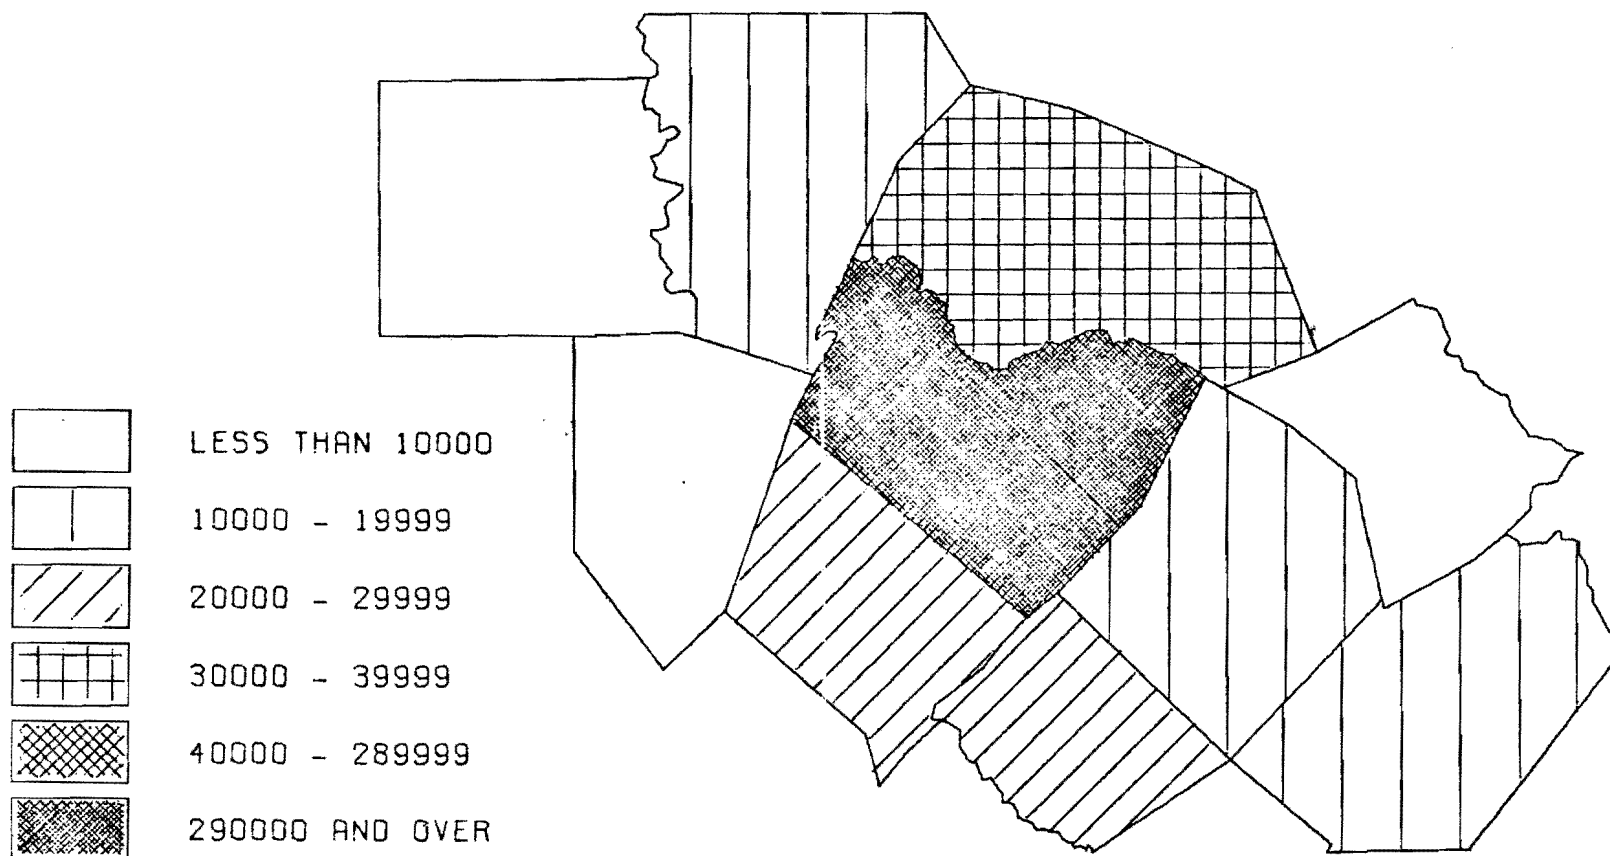 LESS THAN 10000
10000 - 19999
20000 - 29999
30000 - 39999
40000 - 289999
290000 AND OVER